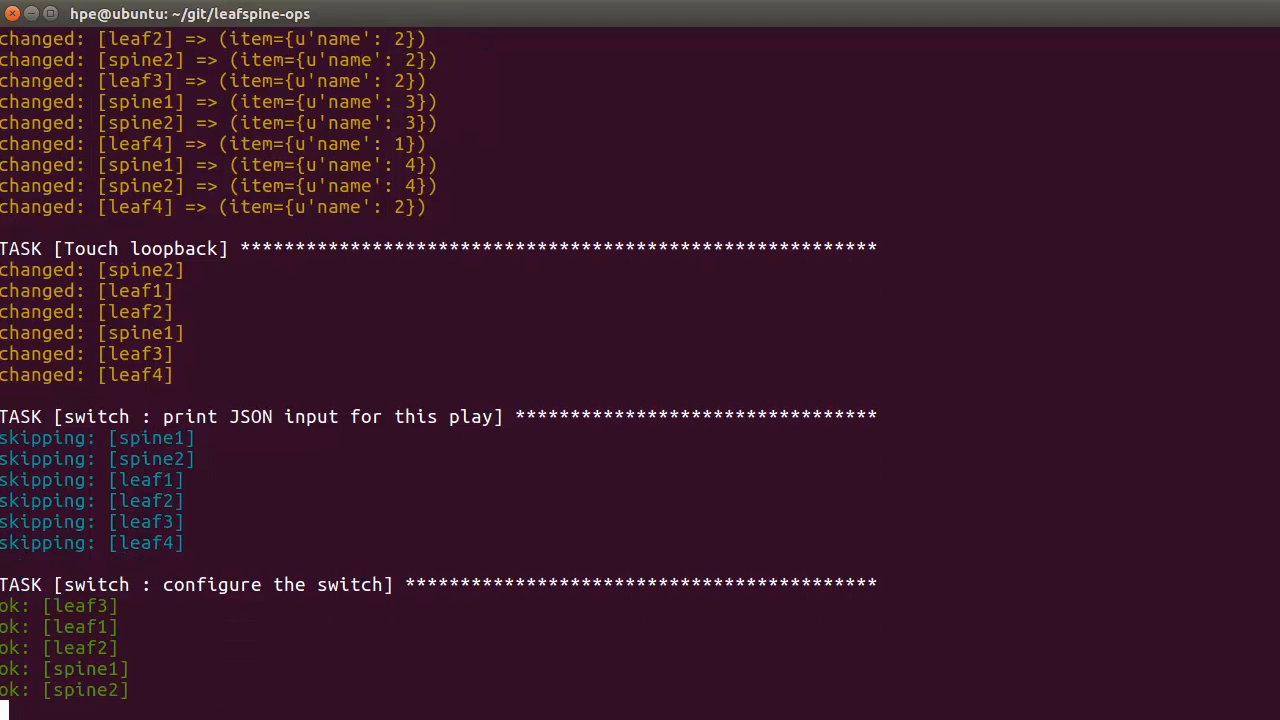 hpe@ubuntu: ~/git/leafspine-ops
changed: [leaf2] => (item={u'name': 2})
changed: [spine2] => (item={u'name': 2})
changed: [leaf3] => (item={u'name': 2})
changed: [spine1] => (item={u'name': 3})
changed: [spine2] => (item={u'name': 3})
changed: [leaf4] => (item={u'name': 1})
changed: [spine1] => (item={u'name': 4})
changed: [spine2] => (item={u'name': 4})
changed: [leaf4] => (item={u'name': 2})
TASK [Touch loopback] **********************************************************
changed: [spine2]
changed: [leaf1]
changed: [leaf2]
changed: [spine1]
changed: [leaf3]
changed: [leaf4]
TASK [switch : print JSON input for this play] *********************************
skipping: [spine1]
skipping: [spine2]
skipping: [leaf1]
skipping: [leaf2]
skipping: [leaf3]
skipping: [leaf4]
TASK [switch : configure the switch] *******************************************
ok: [leaf3]
ok: [leaf1]
ok: [leaf2]
ok: [spine1]
ok: [spine2]